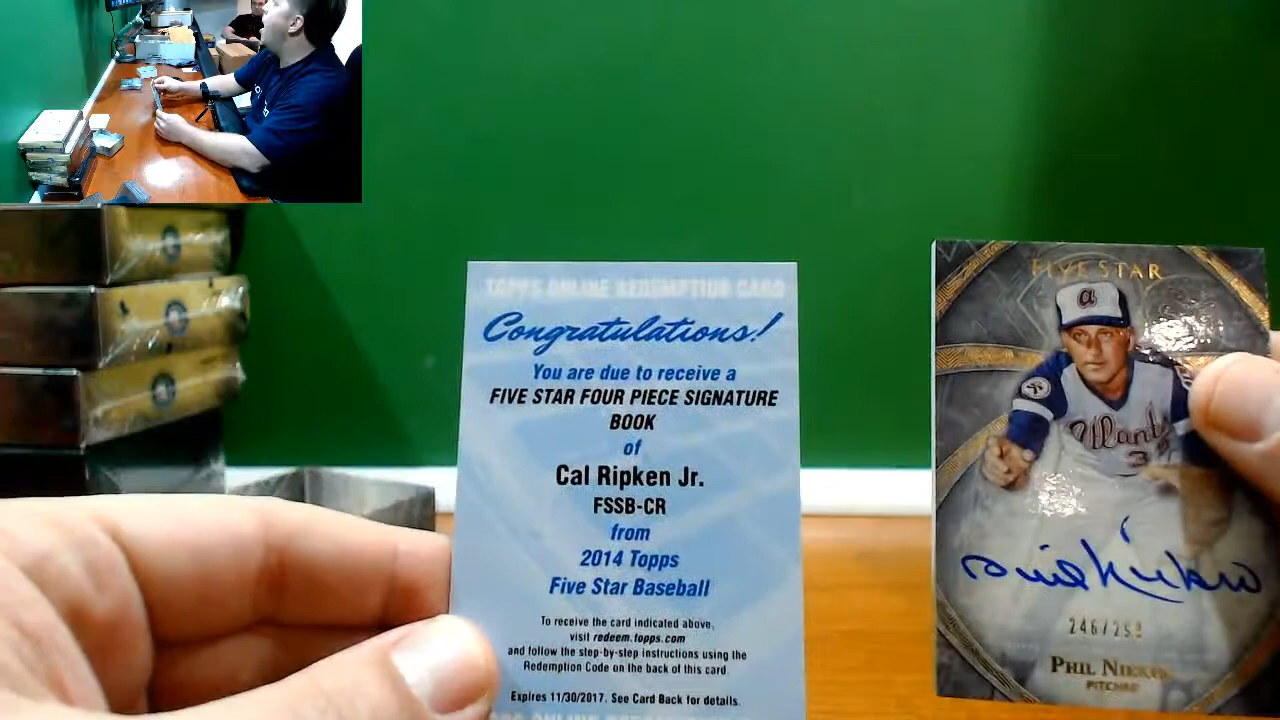 TOPPS ONLINE REDEMPTION CARD
Congratulations!
You are due to receive a
FIVE STAR FOUR PIECE SIGNATURE
BOOK
of
Cal Ripken Jr.
FSSB-CR
from
2014 Topps
Five Star Baseball
To receive the card indicated above,
visit redeem.topps.com
and follow the step-by-step instructions using the
Redemption Code on the back of this card.
Expires 11/30/2017. See Card Back for details.
FIVE STAR
a
Atlanta
3
Phil Niekro
PHIL
PITCHER